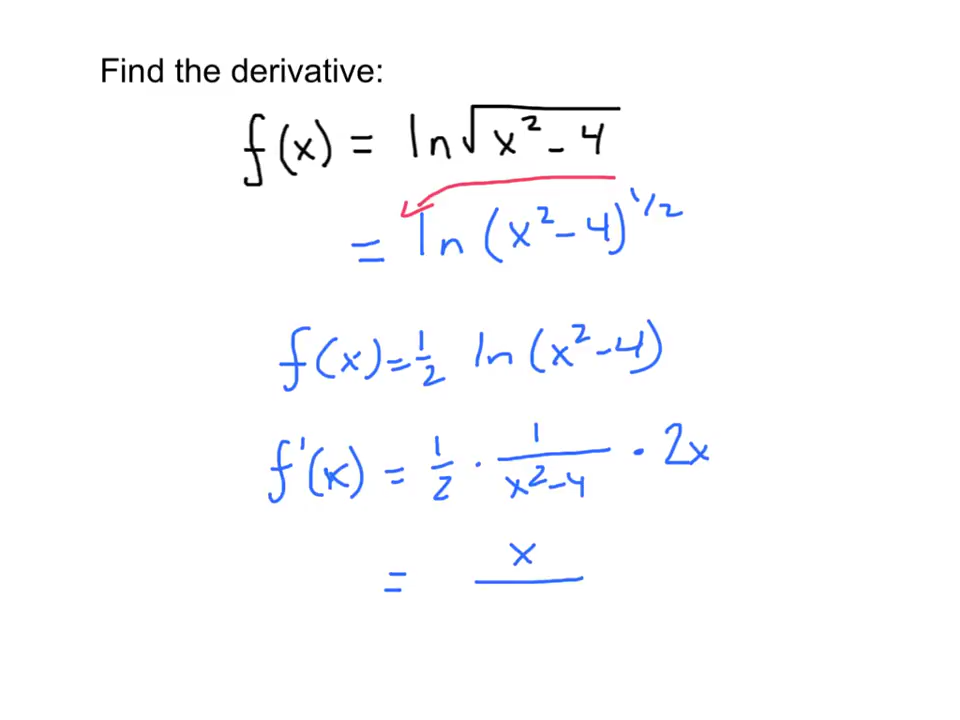 Find the derivative:
f(x) = ln√(x² - 4)
= ln (x² - 4)^1/2
f(x) = 1/2 ln (x² - 4)
f'(x) = 1/2 · 1/(x² - 4) · 2x
= x/